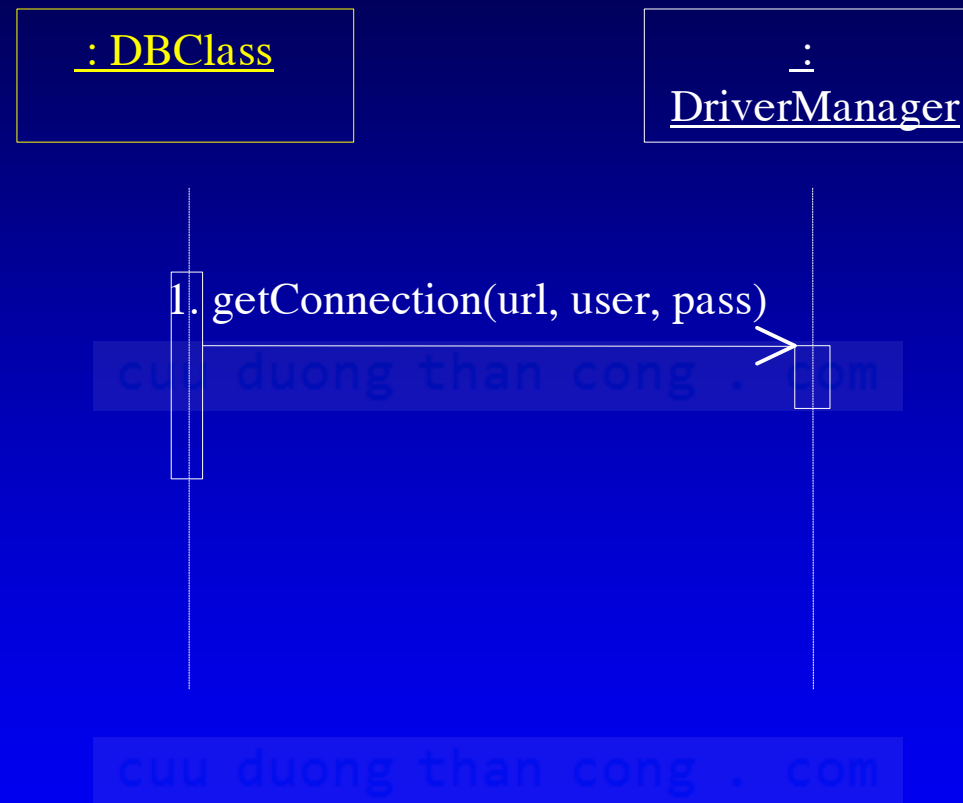 : DBClass
:
DriverManager
1. getConnection(url, user, pass)
cuu duong than cong . com
cuu duong than cong . com